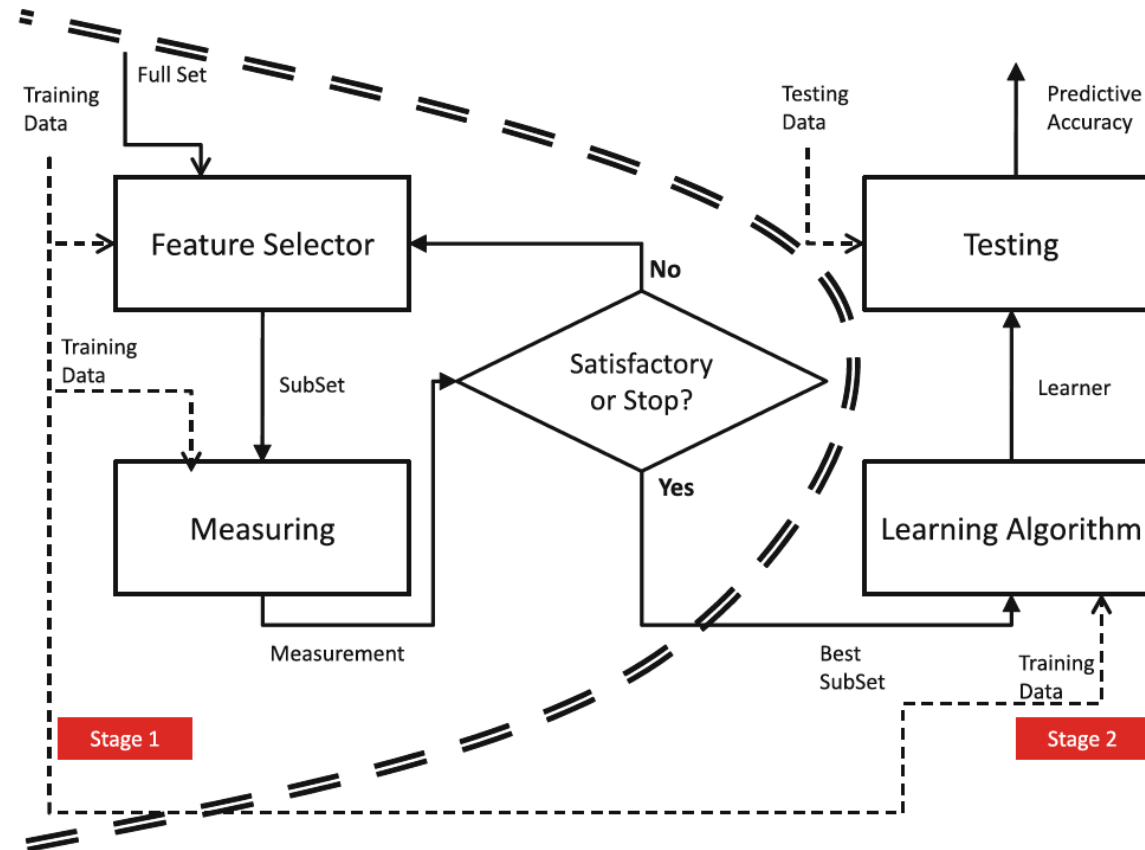 Full Set
Training
Data
Testing
Data
Predictive
Accuracy
Feature Selector
Testing
No
Training
Data
SubSet
Satisfactory
or Stop?
Learner
Yes
Measuring
Learning Algorithm
Measurement
Best
SubSet
Training
Data
Stage 1
Stage 2